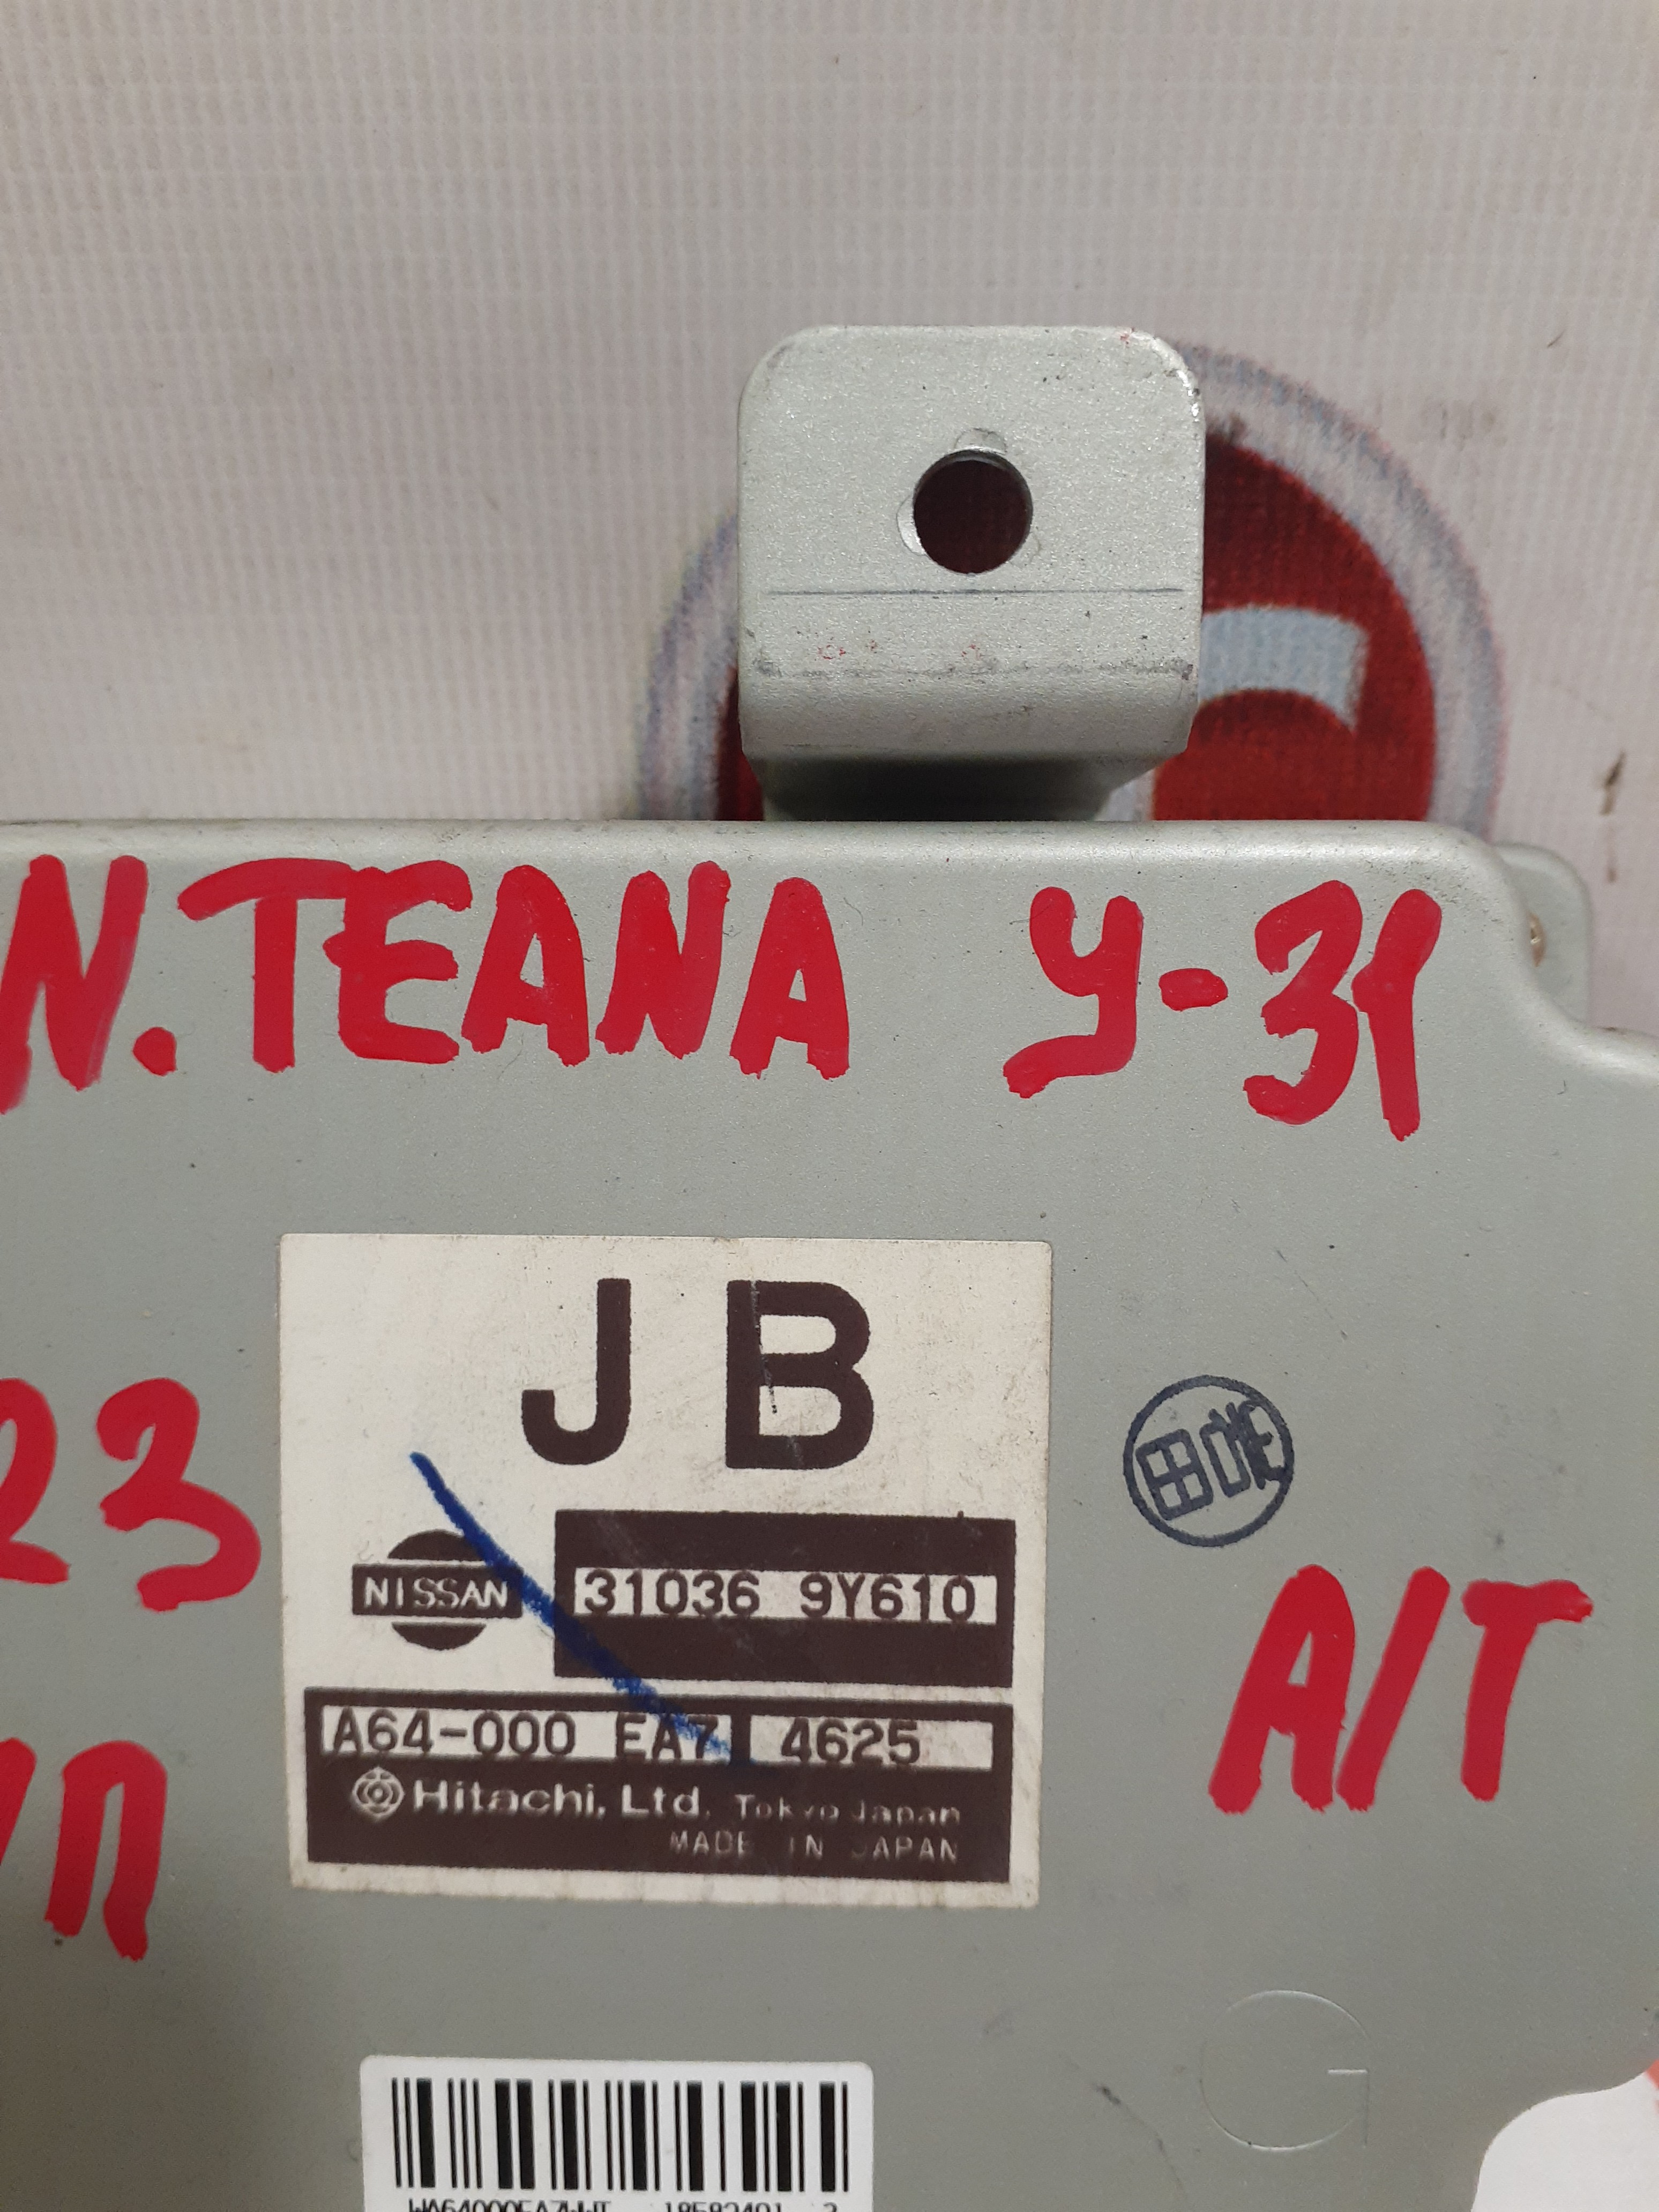 N.TEANA У-31
JB
23
NISSAN
31036 9Y610
A/T
A64-000 EA7 4625
Hitachi, Ltd. Tokyo Japan
MADE IN JAPAN
G